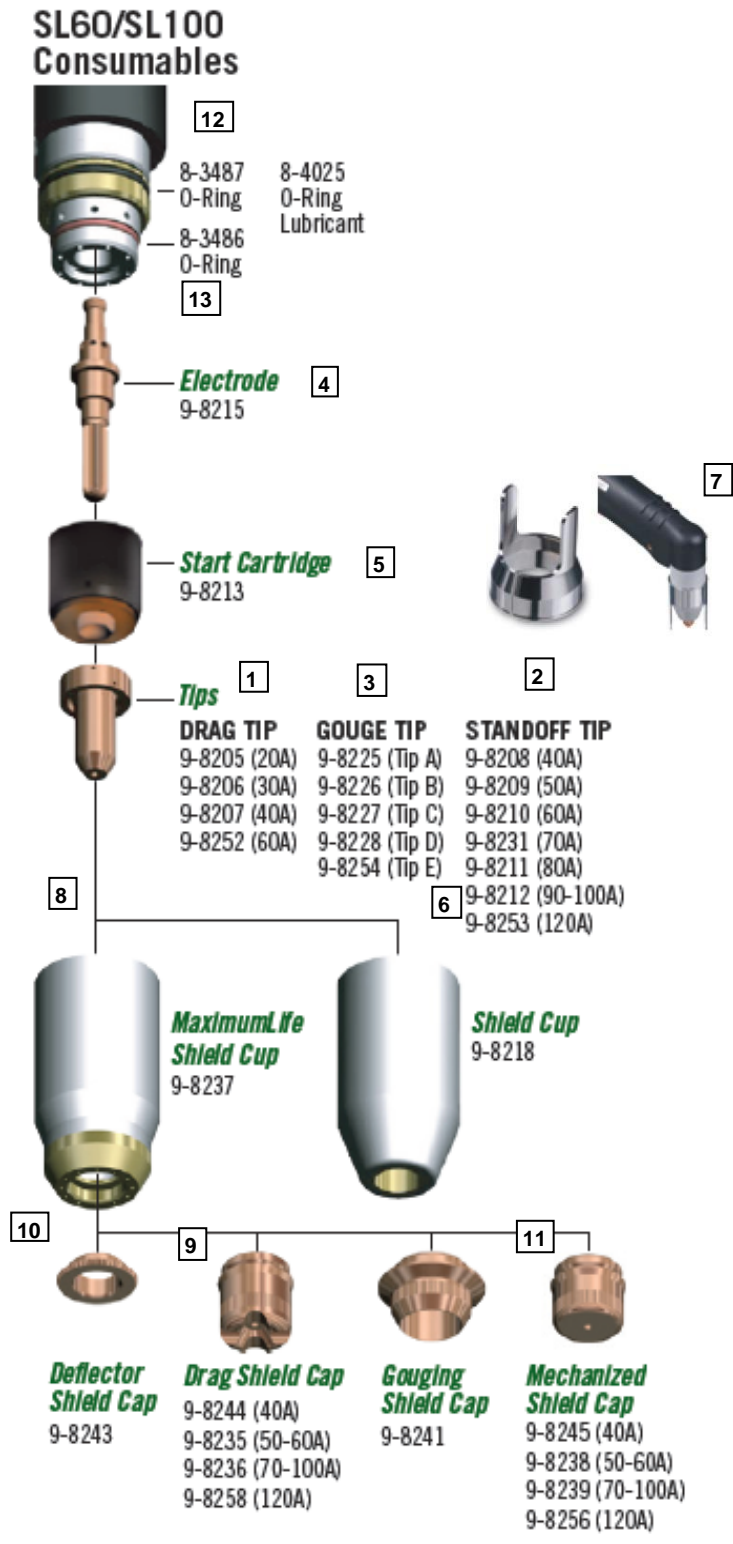 SL60/SL100
Consumables
12
8-3487
O-Ring
8-4025
O-Ring
Lubricant
8-3486
O-Ring
13
Electrode
9-8215
4
7
Start Cartridge
9-8213
5
Tips
1
3
2
DRAG TIP
9-8205 (20A)
9-8206 (30A)
9-8207 (40A)
9-8252 (60A)
GOUGE TIP
9-8225 (Tip A)
9-8226 (Tip B)
9-8227 (Tip C)
9-8228 (Tip D)
9-8254 (Tip E)
STANDOFF TIP
9-8208 (40A)
9-8209 (50A)
9-8210 (60A)
9-8231 (70A)
9-8211 (80A)
9-8212 (90-100A)
9-8253 (120A)
8
6
MaximumLife
Shield Cup
9-8237
Shield Cup
9-8218
10
9
11
Deflector
Shield Cap
9-8243
Drag Shield Cap
9-8244 (40A)
9-8235 (50-60A)
9-8236 (70-100A)
9-8258 (120A)
Gouging
Shield Cap
9-8241
Mechanized
Shield Cap
9-8245 (40A)
9-8238 (50-60A)
9-8239 (70-100A)
9-8256 (120A)